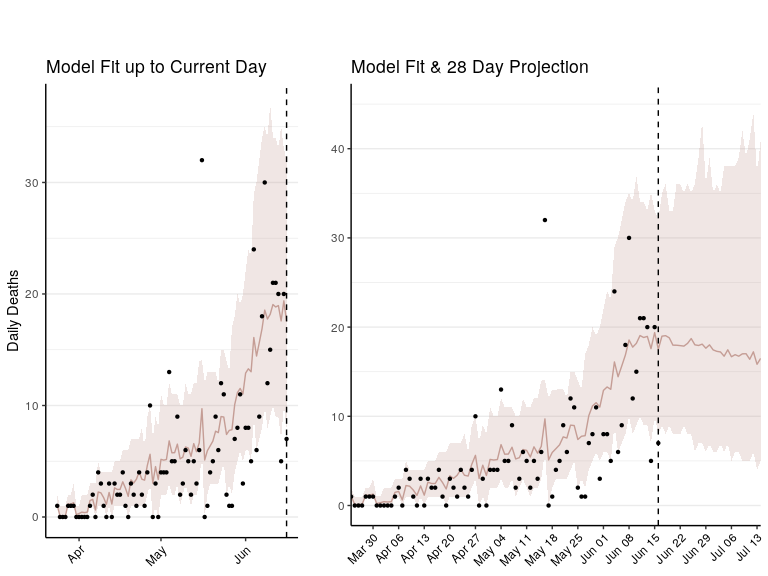 Model Fit up to Current Day
Model Fit & 28 Day Projection
Daily Deaths
30
20
10
0
Apr
May
Jun
40
30
20
10
0
Mar 30
Apr 06
Apr 13
Apr 20
Apr 27
May 04
May 11
May 18
May 25
Jun 01
Jun 08
Jun 15
Jun 22
Jun 29
Jul 06
Jul 13